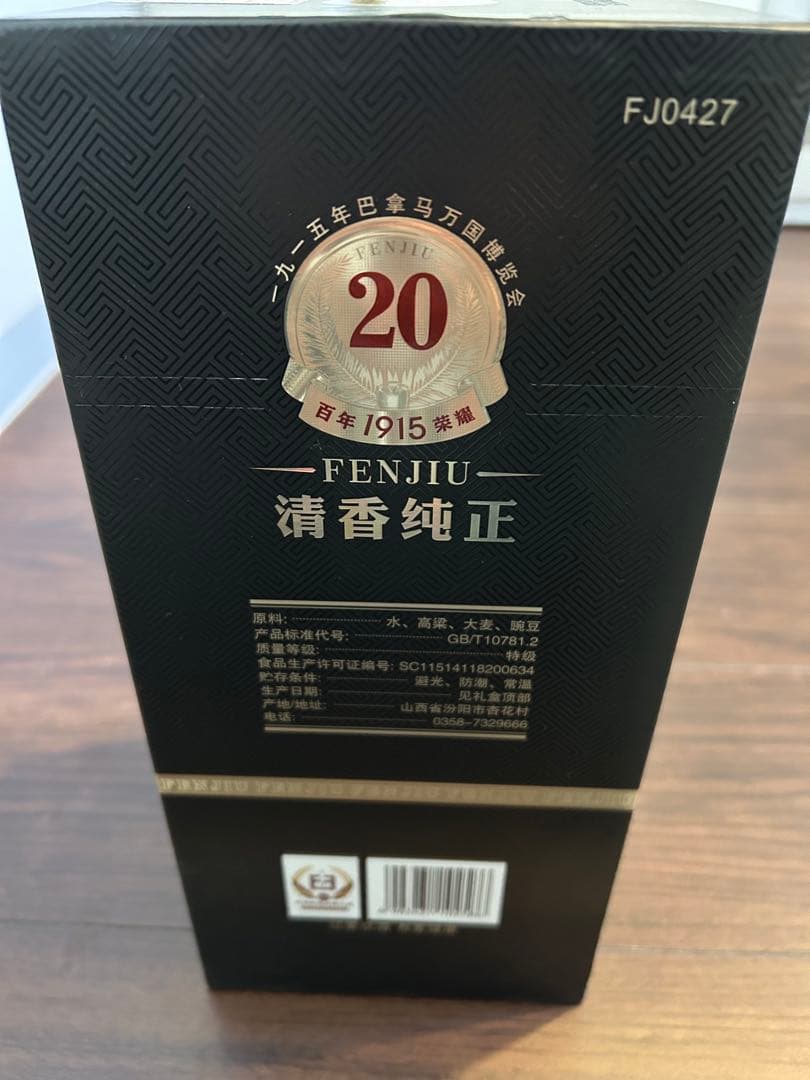 FJ0427
一九一五年巴拿马万国博览会
FENJIU
20
百年1915荣耀
FENJIU
清香纯正
原料: 水、高粱、大麦、豌豆
产品标准代号: GB/T10781.2
质量等级: 特级
食品生产许可证编号: SC11514118200634
贮存条件: 避光、防潮、常温
生产日期: 见礼盒顶部
产地/地址: 山西省汾阳市杏花村
电话: 0358-7329666
FENJIU